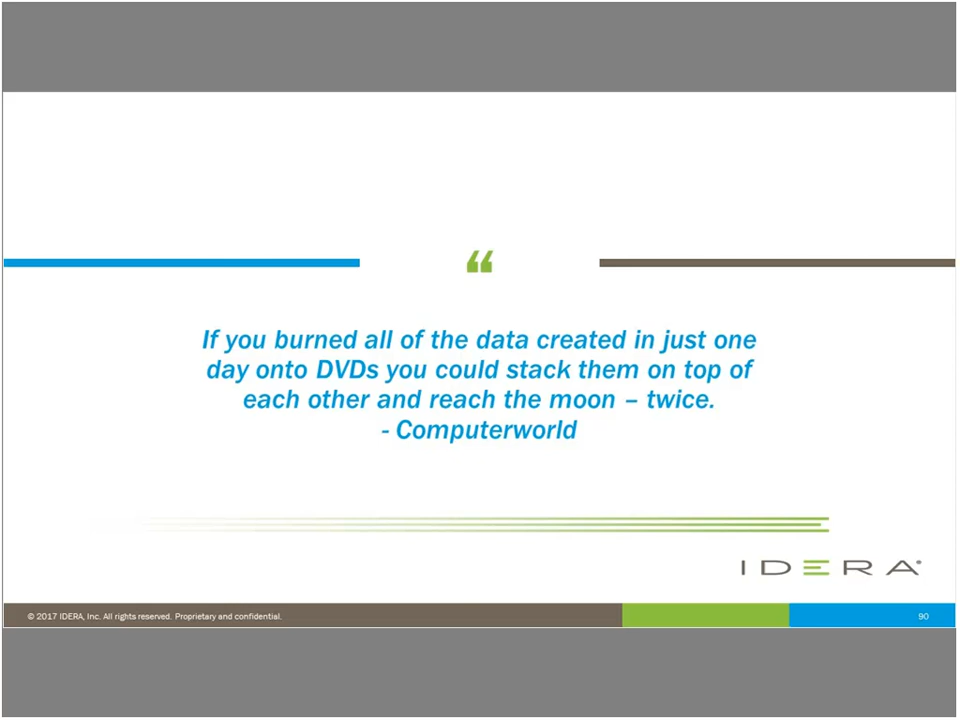 “
If you burned all of the data created in just one
day onto DVDs you could stack them on top of
each other and reach the moon – twice.
- Computerworld
IDERA®
© 2017 IDERA, Inc. All rights reserved. Proprietary and confidential.
90